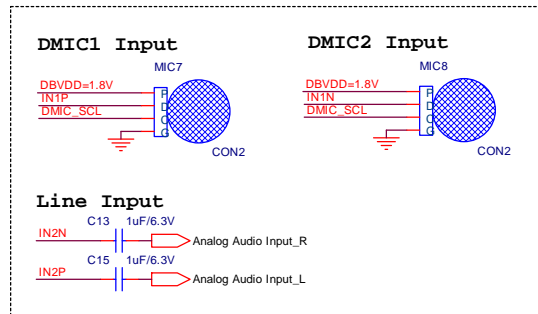 DMIC1 Input
MIC7
DBVDD=1.8V
IN1P
DMIC_SCL
P
D
C
G
CON2
DMIC2 Input
MIC8
DBVDD=1.8V
IN1N
DMIC_SCL
P
D
C
G
CON2
Line Input
C13 1uF/6.3V
IN2N
Analog Audio Input_R
C15 1uF/6.3V
IN2P
Analog Audio Input_L